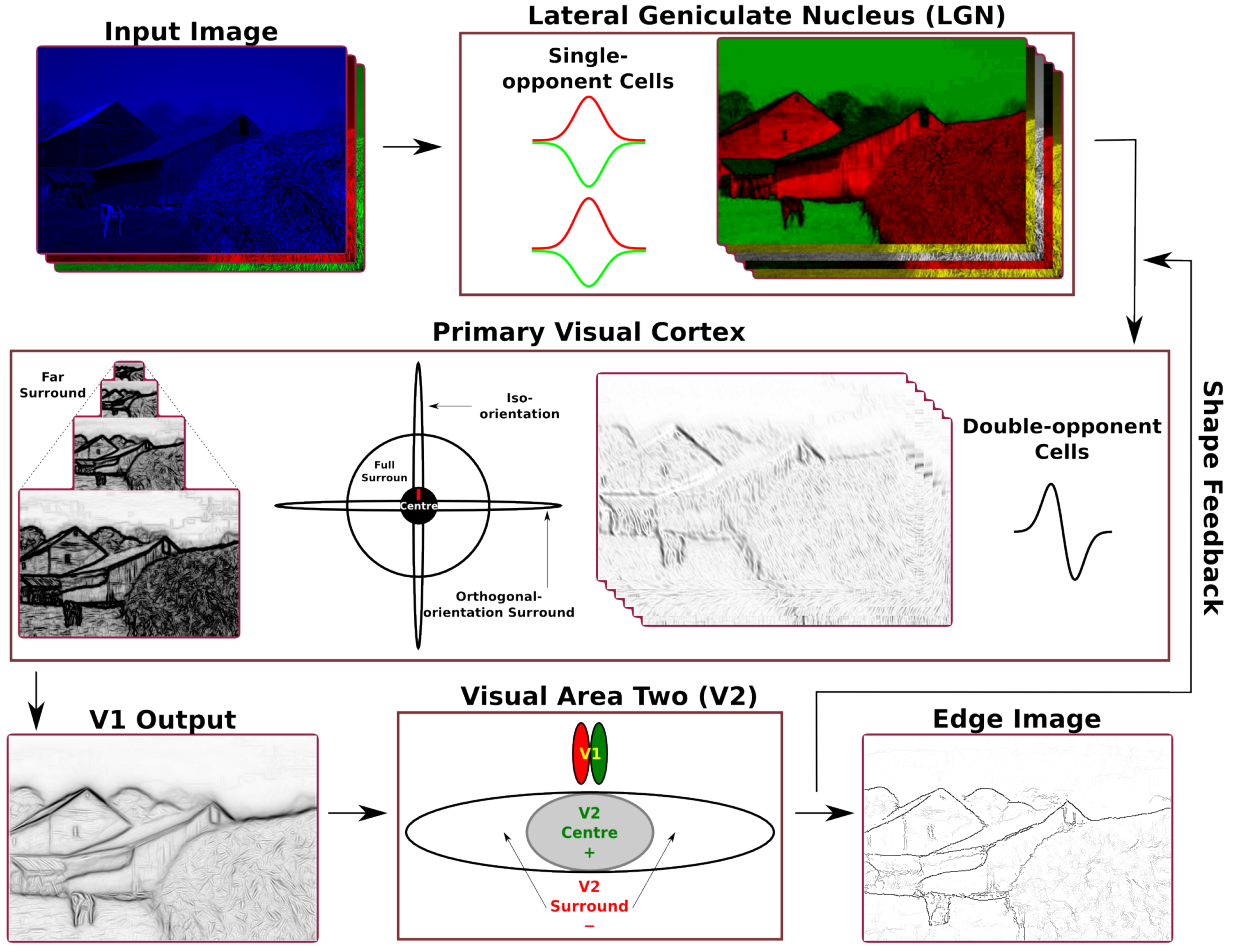 Input Image
Lateral Geniculate Nucleus (LGN)
Single-
opponent Cells
Primary Visual Cortex
Far
Surround
Iso-
orientation
Full
Surroun
Centre
Orthogonal-
orientation Surround
Double-opponent
Cells
Shape Feedback
V1 Output
Visual Area Two (V2)
V1
V2
Centre
+
V2
Surround
−
Edge Image